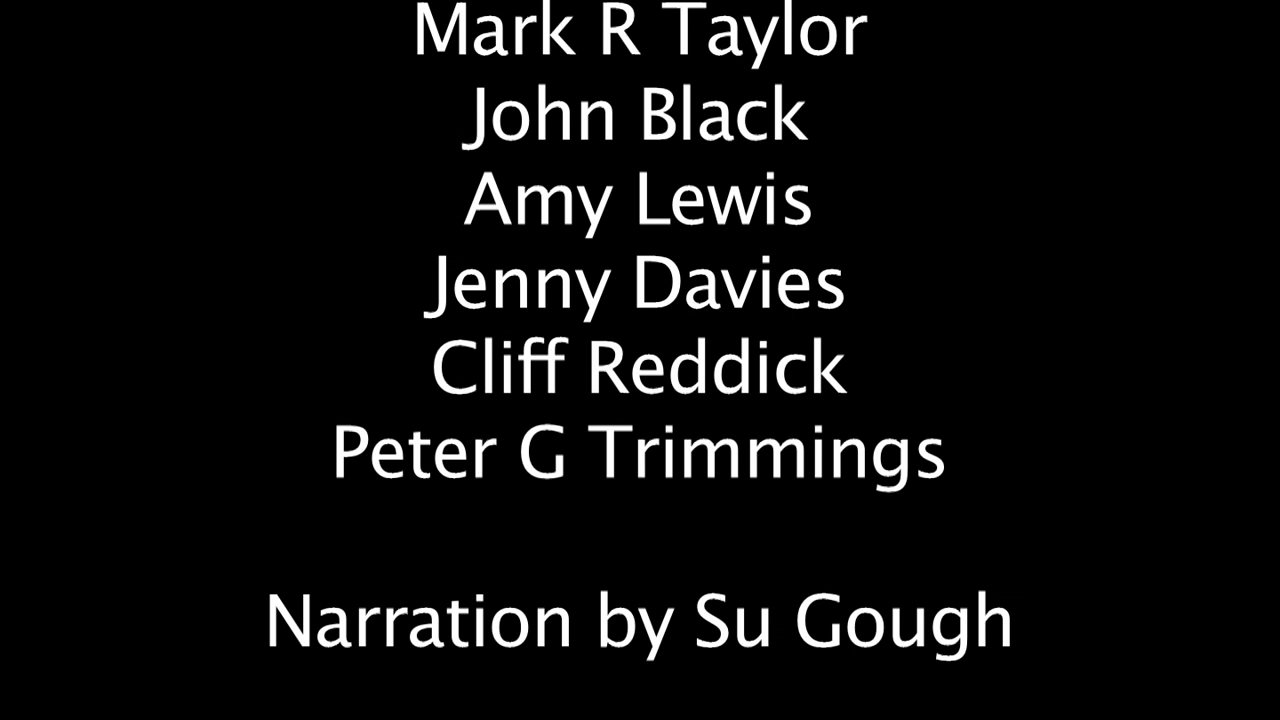 Mark R Taylor
John Black
Amy Lewis
Jenny Davies
Cliff Reddick
Peter G Trimmings
Narration by Su Gough